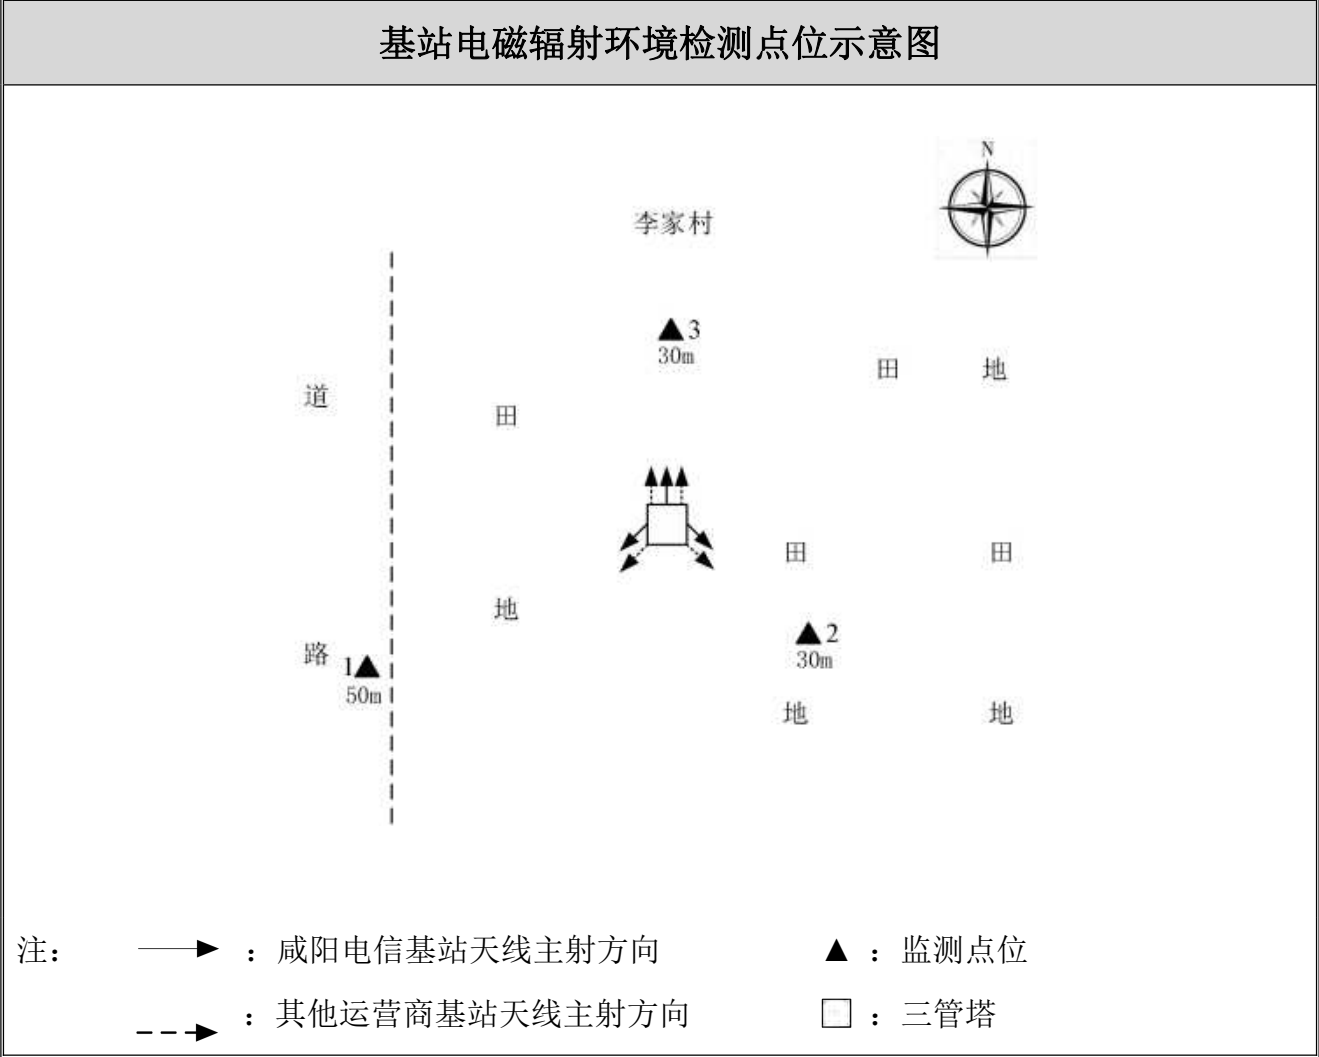 基站电磁辐射环境检测点位示意图
N
李家村
▲3
30m
田 地
道
田
田 田
地
▲2
路 1▲
30m
50m
地 地
注： ：咸阳电信基站天线主射方向 ▲：监测点位
：其他运营商基站天线主射方向 ：三管塔